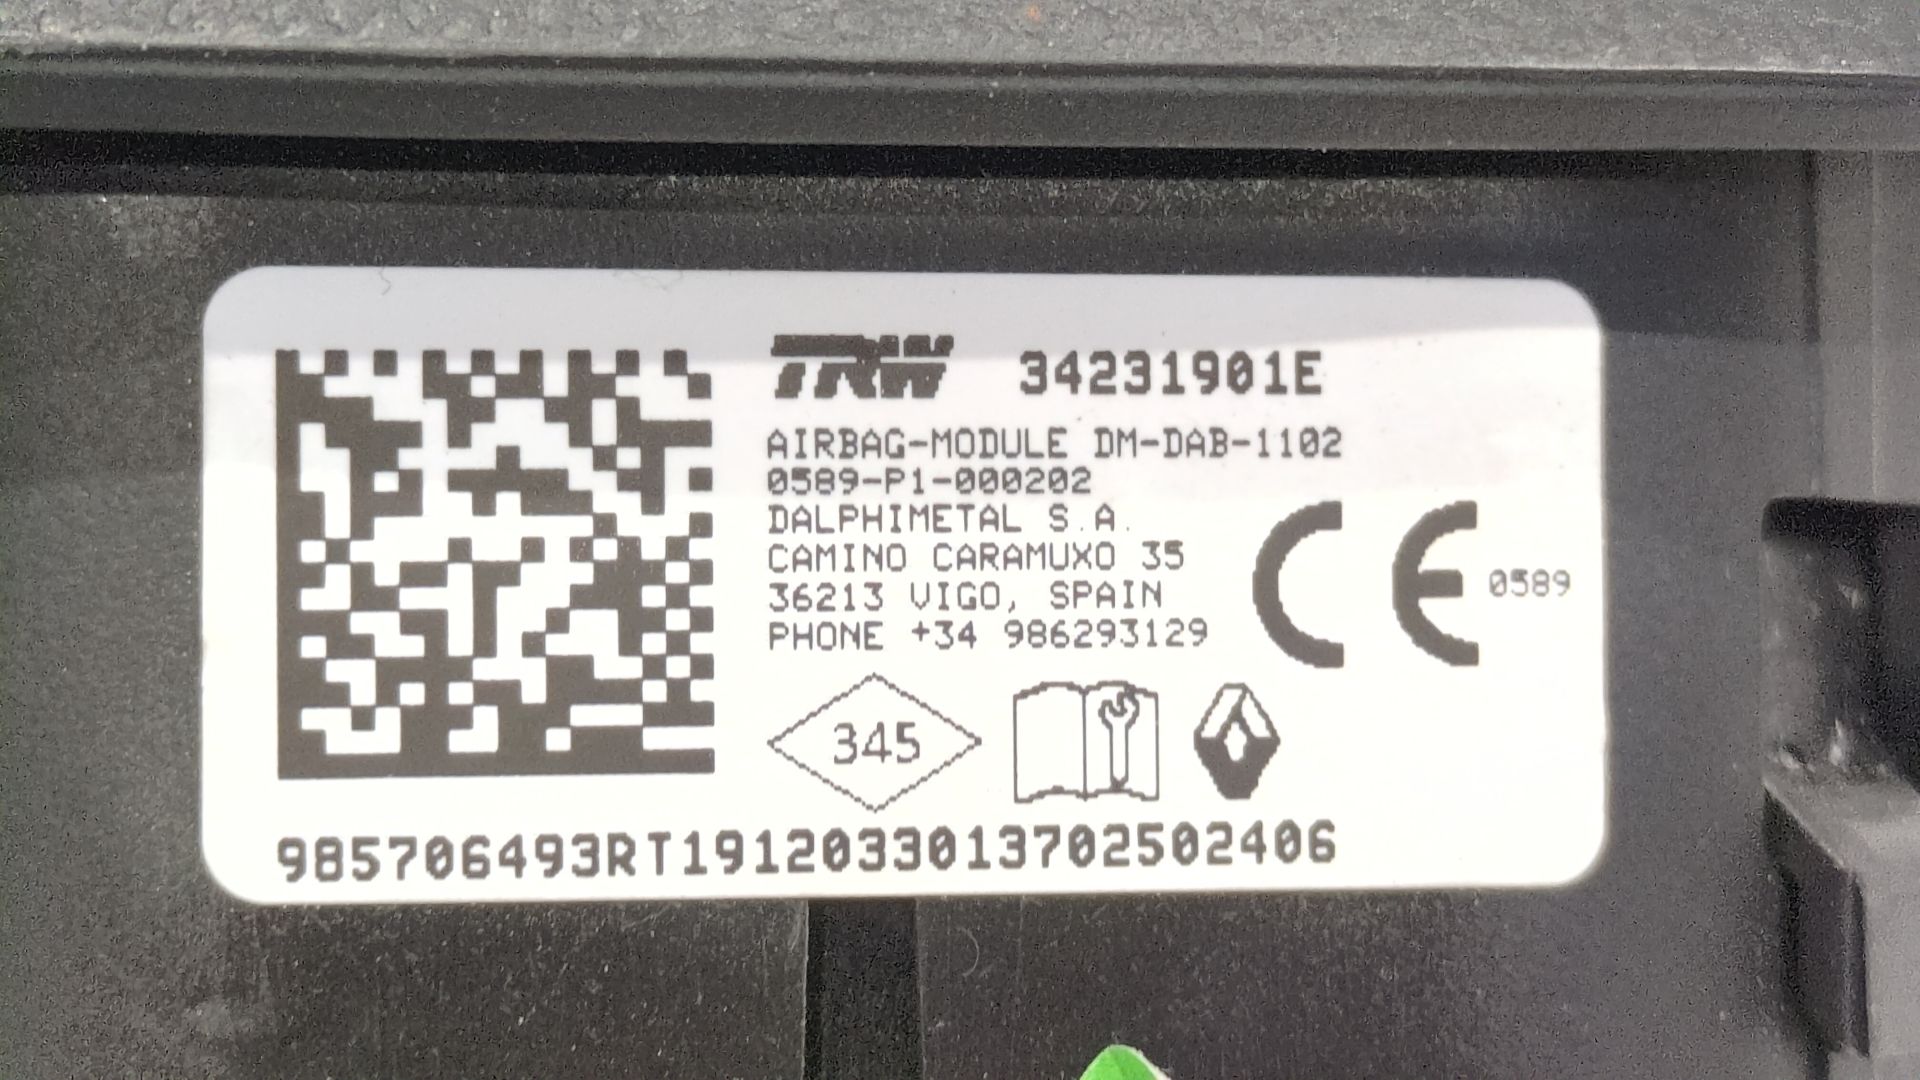 TRW 34231901E
AIRBAG-MODULE DM-DAB-1102
0589-P1-000202
DALPHIMETAL S.A.
CAMINO CARAMUXO 35
36213 VIGO, SPAIN
PHONE +34 986293129
CE 0589
345
985706493RT1912033013702502406